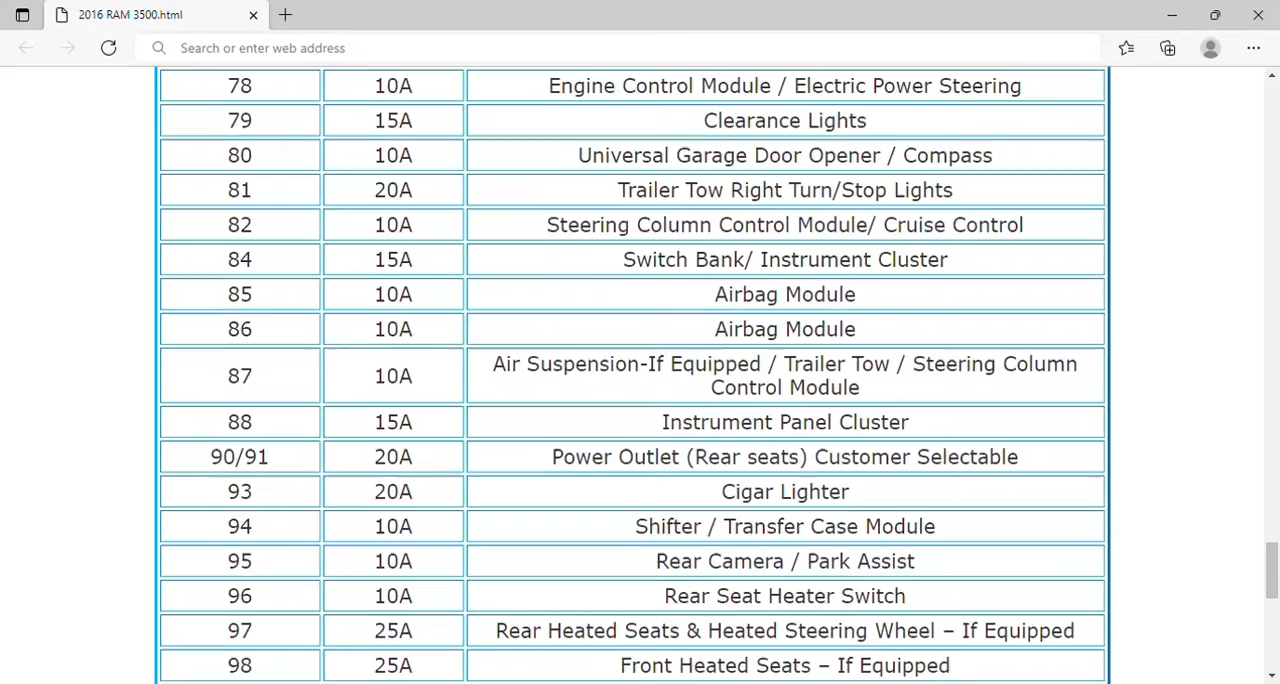 2016 RAM 3500.html
Search or enter web address
78 10A Engine Control Module / Electric Power Steering
79 15A Clearance Lights
80 10A Universal Garage Door Opener / Compass
81 20A Trailer Tow Right Turn/Stop Lights
82 10A Steering Column Control Module/ Cruise Control
84 15A Switch Bank/ Instrument Cluster
85 10A Airbag Module
86 10A Airbag Module
87 10A Air Suspension-If Equipped / Trailer Tow / Steering Column
Control Module
88 15A Instrument Panel Cluster
90/91 20A Power Outlet (Rear seats) Customer Selectable
93 20A Cigar Lighter
94 10A Shifter / Transfer Case Module
95 10A Rear Camera / Park Assist
96 10A Rear Seat Heater Switch
97 25A Rear Heated Seats & Heated Steering Wheel – If Equipped
98 25A Front Heated Seats – If Equipped